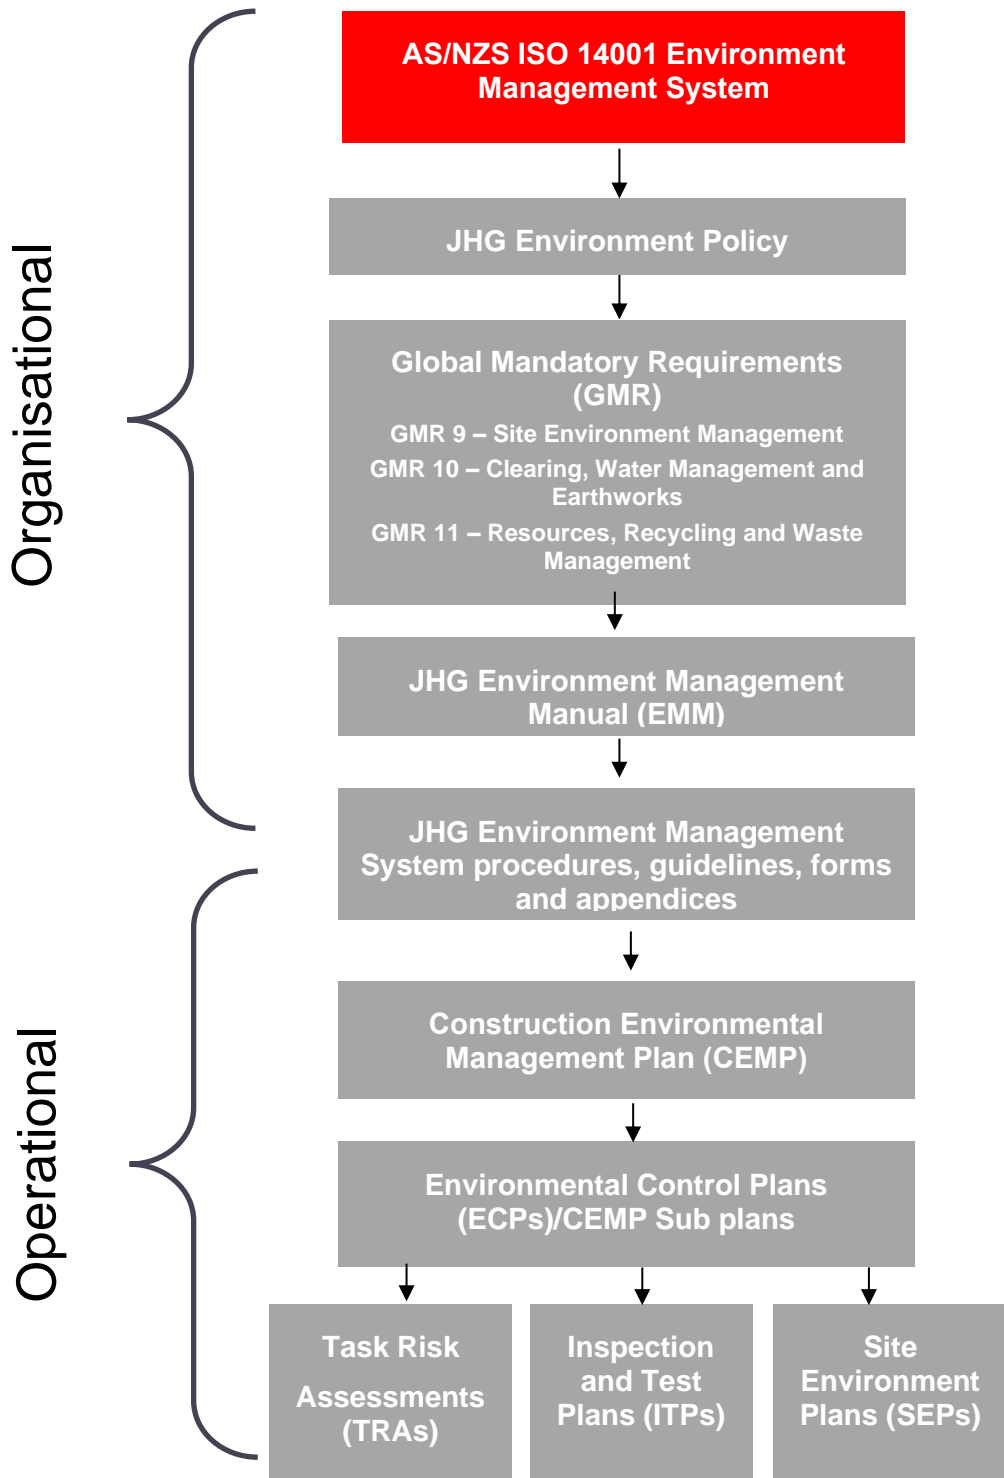 Organisational
AS/NZS ISO 14001 Environment
Management System
JHG Environment Policy
Global Mandatory Requirements
(GMR)
GMR 9 – Site Environment Management
GMR 10 – Clearing, Water Management and
Earthworks
GMR 11 – Resources, Recycling and Waste
Management
JHG Environment Management
Manual (EMM)
JHG Environment Management
System procedures, guidelines, forms
and appendices
Operational
Construction Environmental
Management Plan (CEMP)
Environmental Control Plans
(ECPs)/CEMP Sub plans
Task Risk
Assessments
(TRAs)
Inspection
and Test
Plans (ITPs)
Site
Environment
Plans (SEPs)